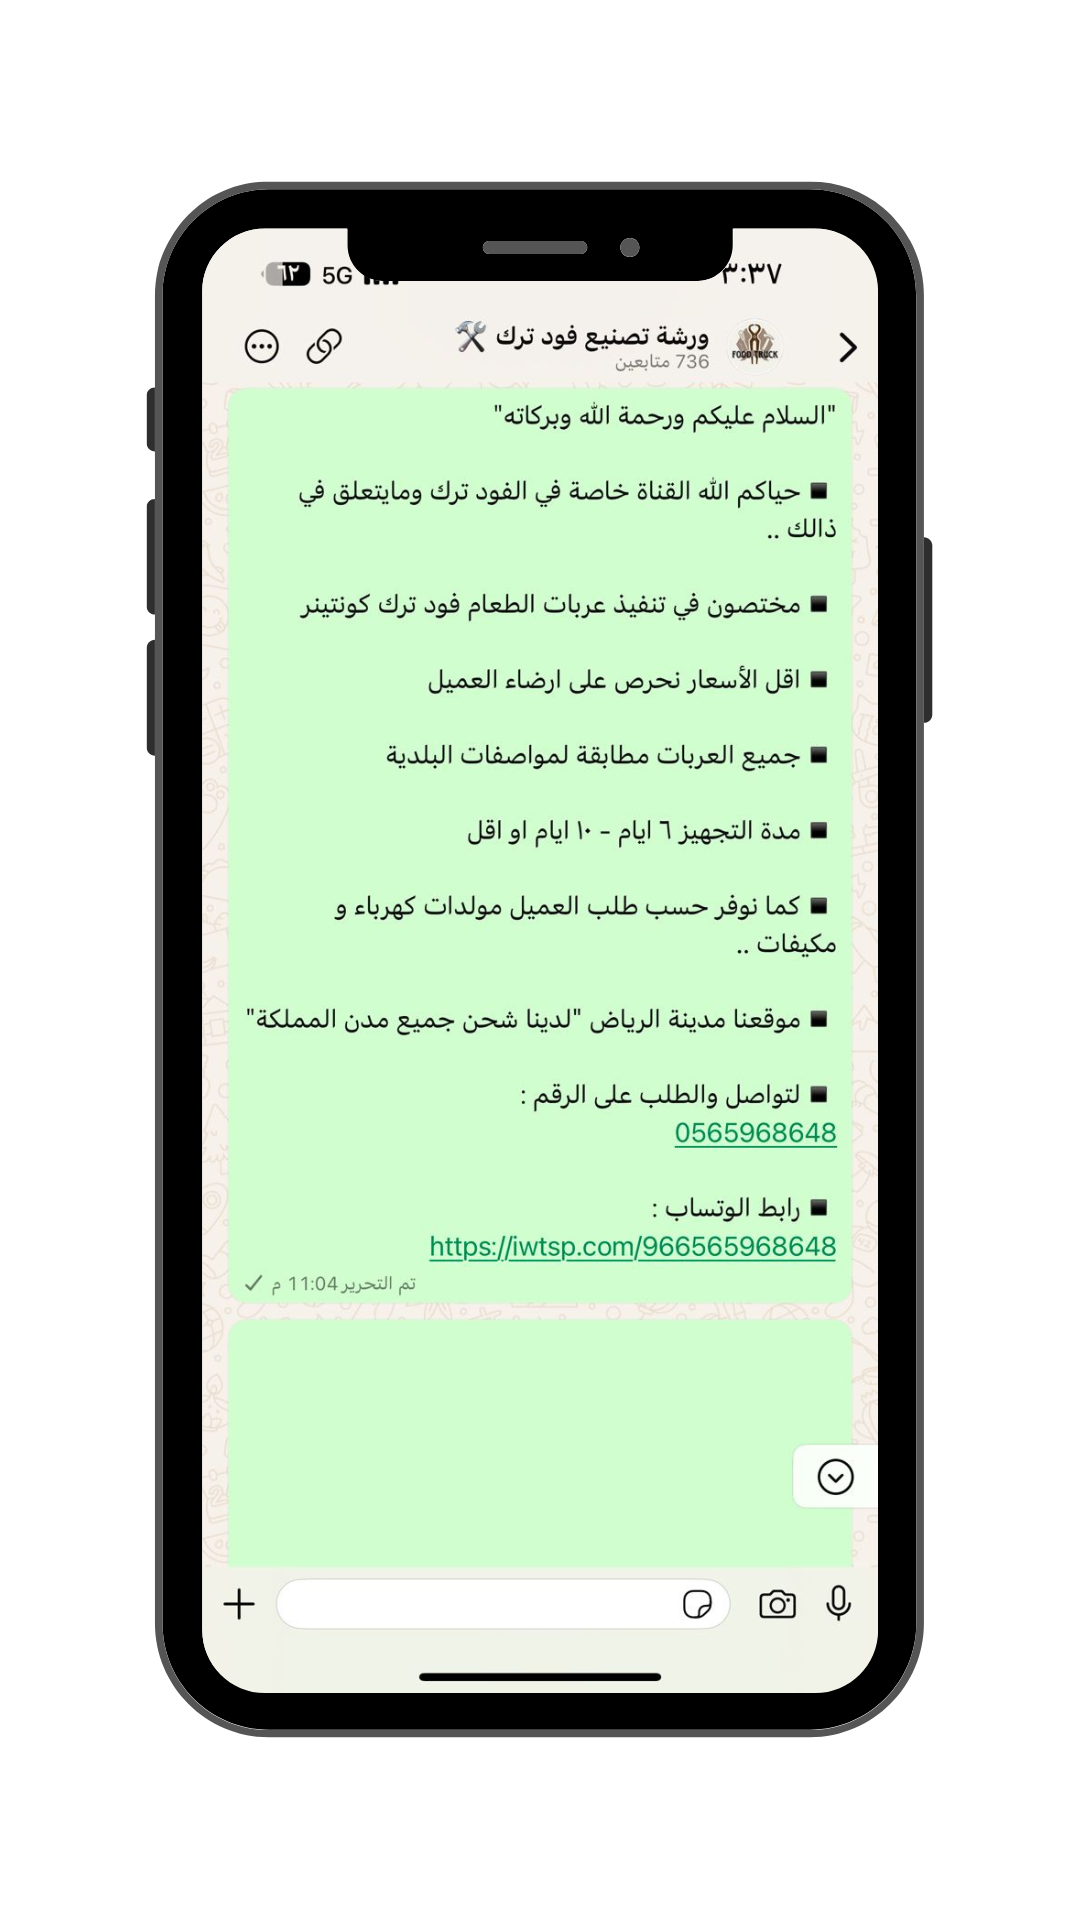 ٣:٣٧
5G
٦٢
ورشة تصنيع فود ترك 🛠️
736 متابعين
FOOD TRUCK
"السلام عليكم ورحمة الله وبركاته"
▪️ حياكم الله القناة خاصة في الفود ترك ومايتعلق في
ذالك ..
▪️ مختصون في تنفيذ عربات الطعام فود ترك كونتينر
▪️ اقل الأسعار نحرص على ارضاء العميل
▪️ جميع العربات مطابقة لمواصفات البلدية
▪️ مدة التجهيز ٦ ايام - ١٠ ايام او اقل
▪️ كما نوفر حسب طلب العميل مولدات كهرباء و
مكيفات ..
▪️ موقعنا مدينة الرياض "لدينا شحن جميع مدن المملكة"
▪️ لتواصل والطلب على الرقم :
0565968648
▪️ رابط الوتساب :
https://iwtsp.com/966565968648
تم التحرير 11:04 م